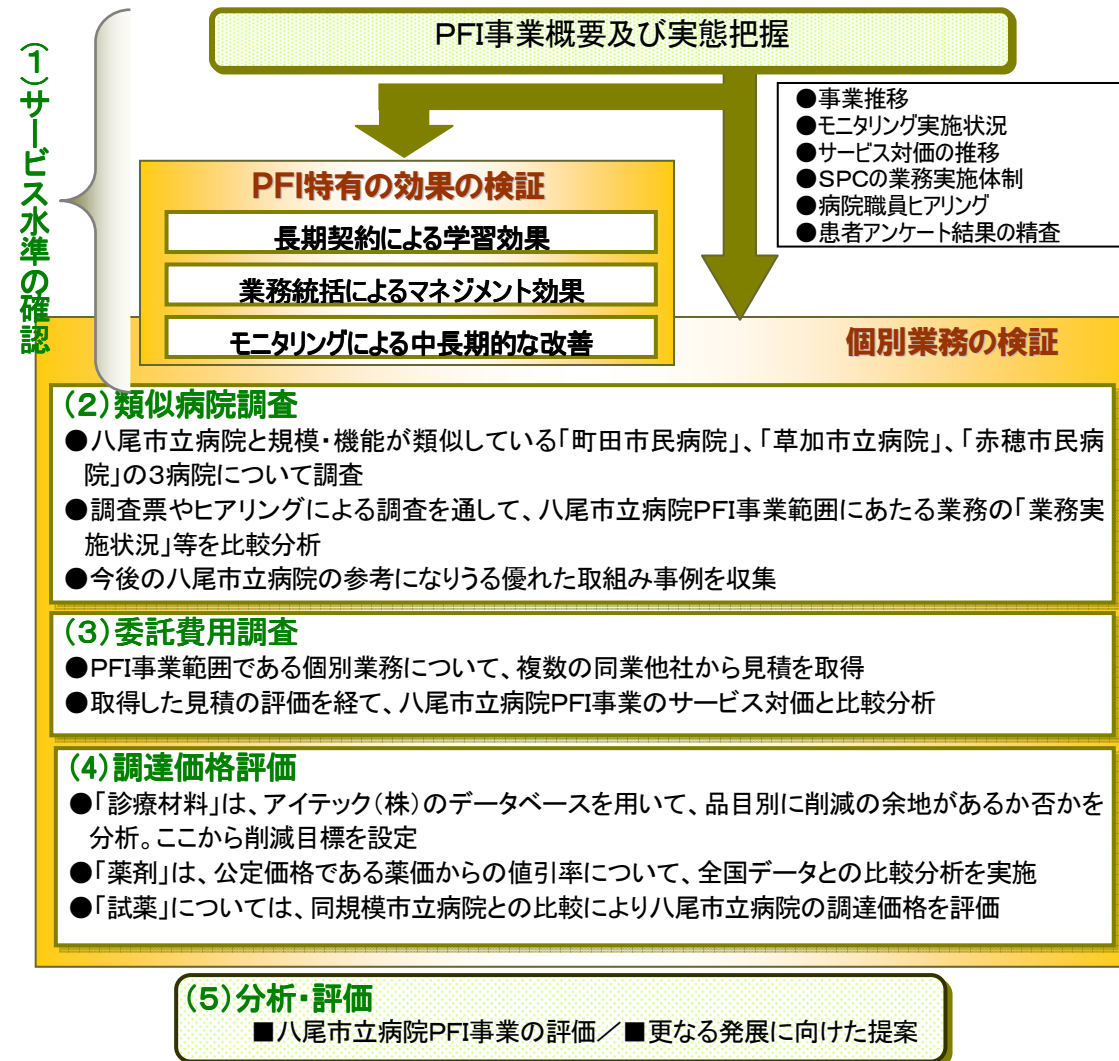 PFI事業概要及び実態把握
(1)サービス水準の確認
●事業推移
●モニタリング実施状況
●サービス対価の推移
●SPCの業務実施体制
●病院職員ヒアリング
●患者アンケート結果の精査
PFI特有の効果の検証
長期契約による学習効果
業務統括によるマネジメント効果
モニタリングによる中長期的な改善
個別業務の検証
(2)類似病院調査
●八尾市立病院と規模・機能が類似している「町田市民病院」、「草加市立病院」、「赤穂市民病
院」の3病院について調査
●調査票やヒアリングによる調査を通して、八尾市立病院PFI事業範囲にあたる業務の「業務実
施状況」等を比較分析
●今後の八尾市立病院の参考になりうる優れた取組み事例を収集
(3)委託費用調査
●PFI事業範囲である個別業務について、複数の同業他社から見積を取得
●取得した見積の評価を経て、八尾市立病院PFI事業のサービス対価と比較分析
(4)調達価格評価
●「診療材料」は、アイテック(株)のデータベースを用いて、品目別に削減の余地があるか否かを
分析。ここから削減目標を設定
●「薬剤」は、公定価格である薬価からの値引率について、全国データとの比較分析を実施
●「試薬」については、同規模市立病院との比較により八尾市立病院の調達価格を評価
(5)分析・評価
■八尾市立病院PFI事業の評価/■更なる発展に向けた提案